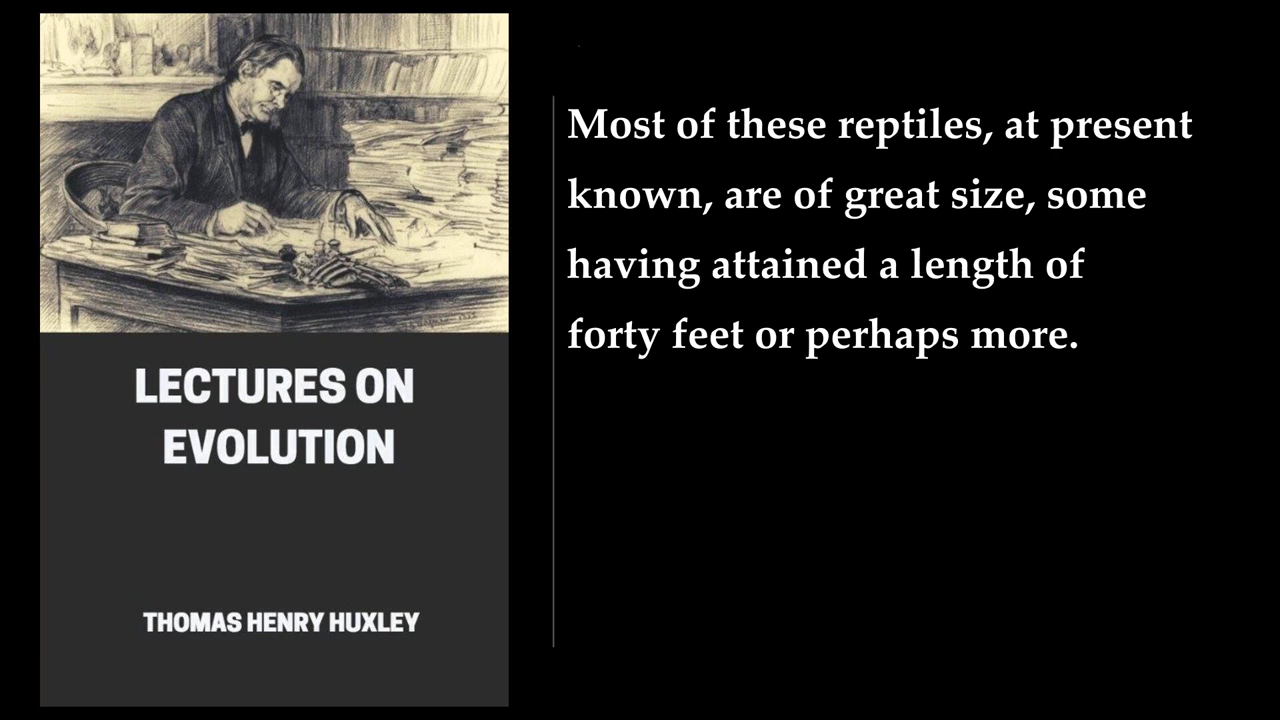 LECTURES ON
EVOLUTION
THOMAS HENRY HUXLEY
Most of these reptiles, at present
known, are of great size, some
having attained a length of
forty feet or perhaps more.